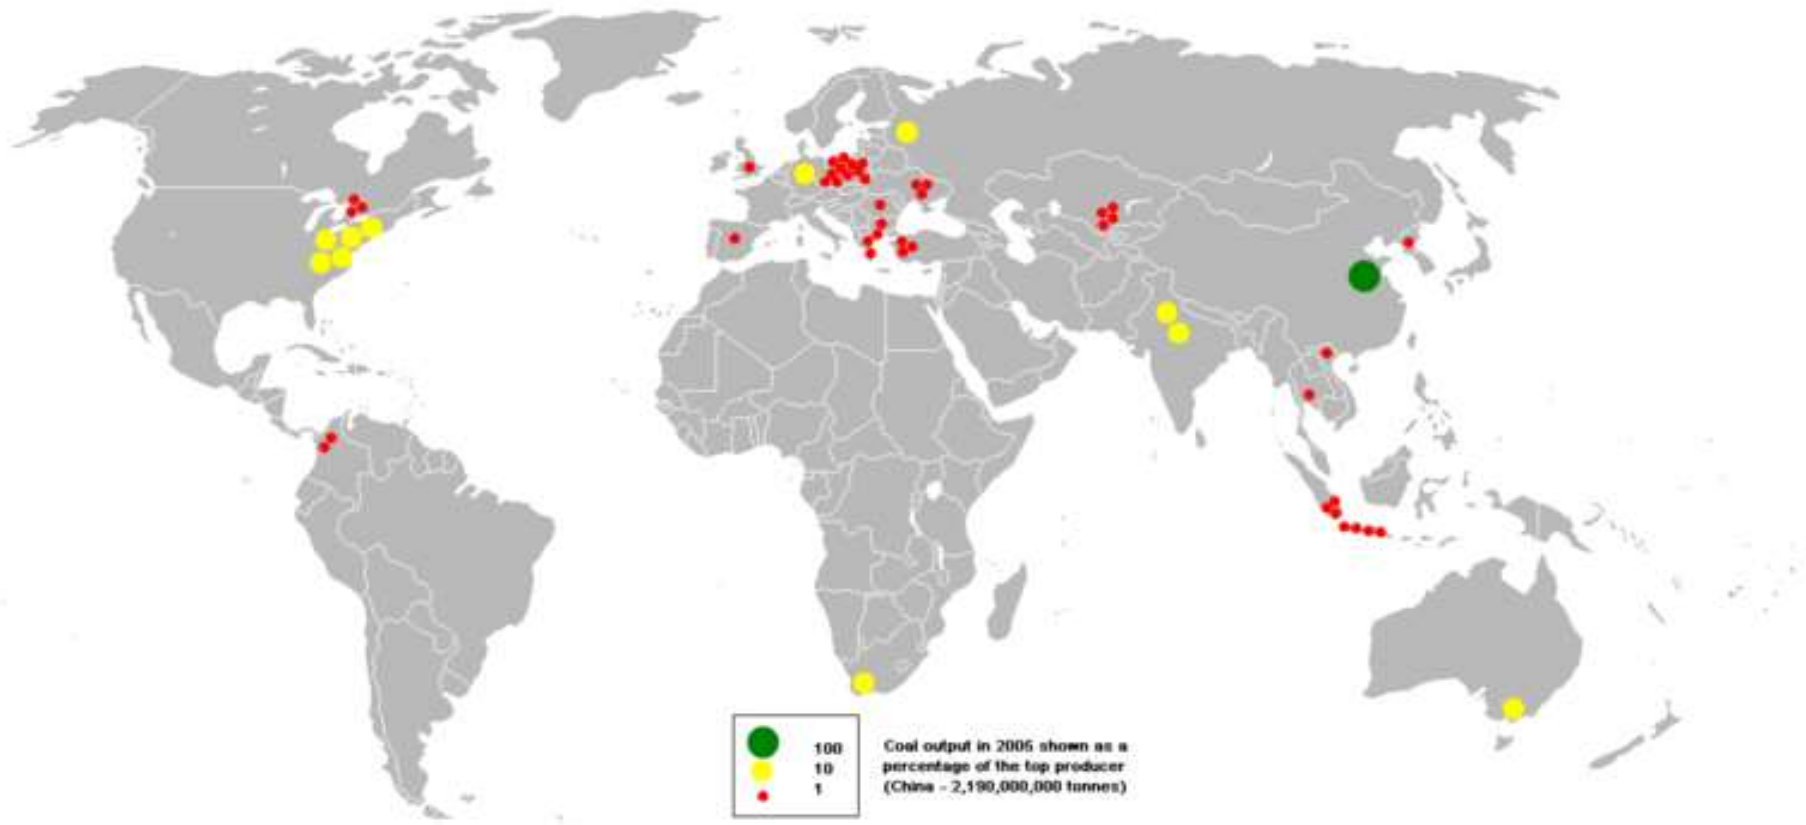 100
10
1
Coal output in 2005 shown as a
percentage of the top producer
(China - 2,190,000,000 tonnes)